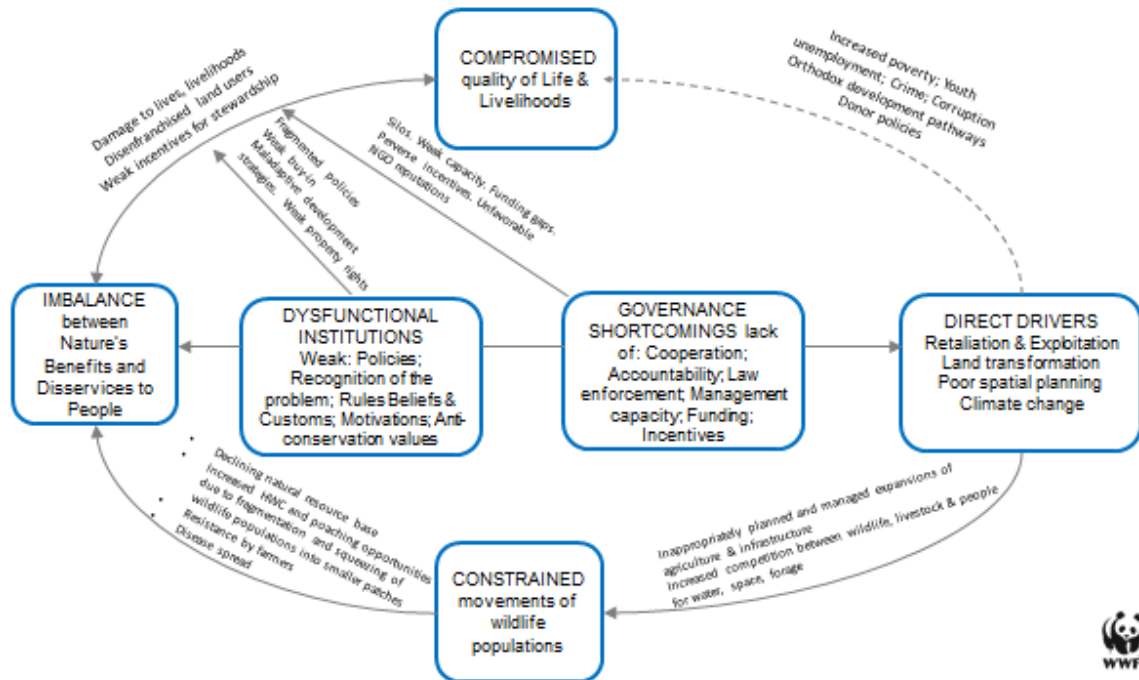 COMPROMISED
quality of Life &
Livelihoods
Damage to lives, livelihoods
Disenfranchised land users
Weak incentives for stewardship
Fragmented policies
Weak buy-in
Maladaptive development
strategies. Weak property rights
Silos. Weak capacity. Funding gaps.
Perverse incentives. Unfavorable
NGO reputations
Increased poverty; Youth
unemployment; Crime; Corruption
Orthodox development pathways
Donor policies
IMBALANCE
between
Nature's
Benefits and
Disservices to
People
DYSFUNCTIONAL
INSTITUTIONS
Weak: Policies;
Recognition of the
problem; Rules Beliefs &
Customs; Motivations; Anti-
conservation values
GOVERNANCE
SHORTCOMINGS lack
of: Cooperation;
Accountability; Law
enforcement; Management
capacity; Funding;
Incentives
DIRECT DRIVERS
Retaliation & Exploitation
Land transformation
Poor spatial planning
Climate change
• Declining natural resource base
• Increased HWC and poaching opportunities
due to fragmentation and squeezing of
wildlife populations into smaller patches
• Resistance by farmers
• Disease spread
CONSTRAINED
movements of
wildlife
populations
Inappropriately planned and managed expansions of
agriculture & infrastructure
Increased competition between wildlife, livestock & people
for water, space, forage
WWF